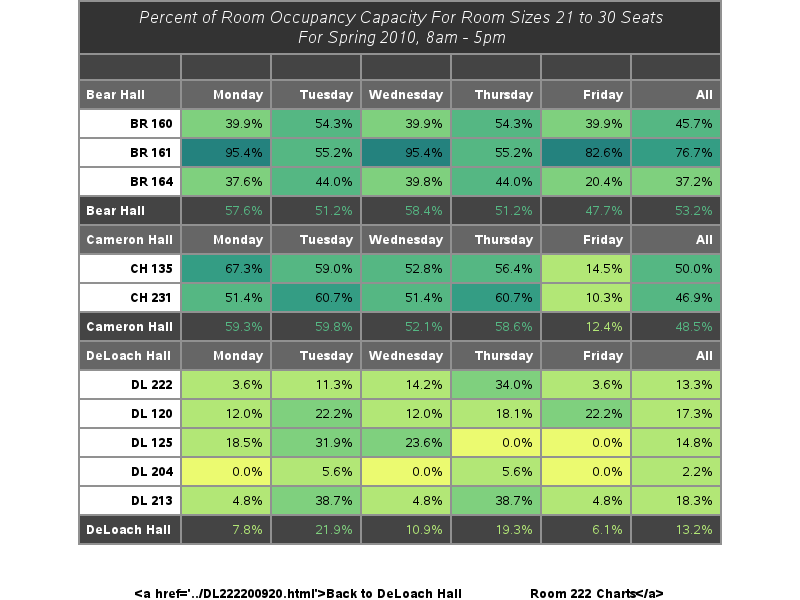 Percent of Room Occupancy Capacity For Room Sizes 21 to 30 Seats
For Spring 2010, 8am - 5pm
Bear Hall Monday Tuesday Wednesday Thursday Friday All
BR 160 39.9% 54.3% 39.9% 54.3% 39.9% 45.7%
BR 161 95.4% 55.2% 95.4% 55.2% 82.6% 76.7%
BR 164 37.6% 44.0% 39.8% 44.0% 20.4% 37.2%
Bear Hall 57.6% 51.2% 58.4% 51.2% 47.7% 53.2%
Cameron Hall Monday Tuesday Wednesday Thursday Friday All
CH 135 67.3% 59.0% 52.8% 56.4% 14.5% 50.0%
CH 231 51.4% 60.7% 51.4% 60.7% 10.3% 46.9%
Cameron Hall 59.3% 59.8% 52.1% 58.6% 12.4% 48.5%
DeLoach Hall Monday Tuesday Wednesday Thursday Friday All
DL 222 3.6% 11.3% 14.2% 34.0% 3.6% 13.3%
DL 120 12.0% 22.2% 12.0% 18.1% 22.2% 17.3%
DL 125 18.5% 31.9% 23.6% 0.0% 0.0% 14.8%
DL 204 0.0% 5.6% 0.0% 5.6% 0.0% 2.2%
DL 213 4.8% 38.7% 4.8% 38.7% 4.8% 18.3%
DeLoach Hall 7.8% 21.9% 10.9% 19.3% 6.1% 13.2%
<a href='../DL222200920.html'>Back to DeLoach Hall Room 222 Charts</a>